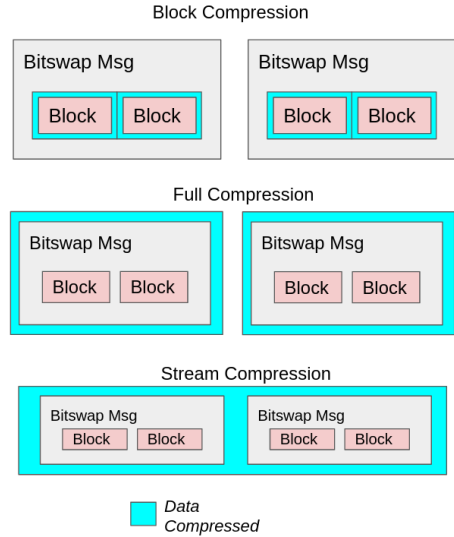 Block Compression
Bitswap Msg Bitswap Msg
Block Block Block Block
Full Compression
Bitswap Msg Bitswap Msg
Block Block Block Block
Stream Compression
Bitswap Msg Bitswap Msg
Block Block Block Block
Data
Compressed